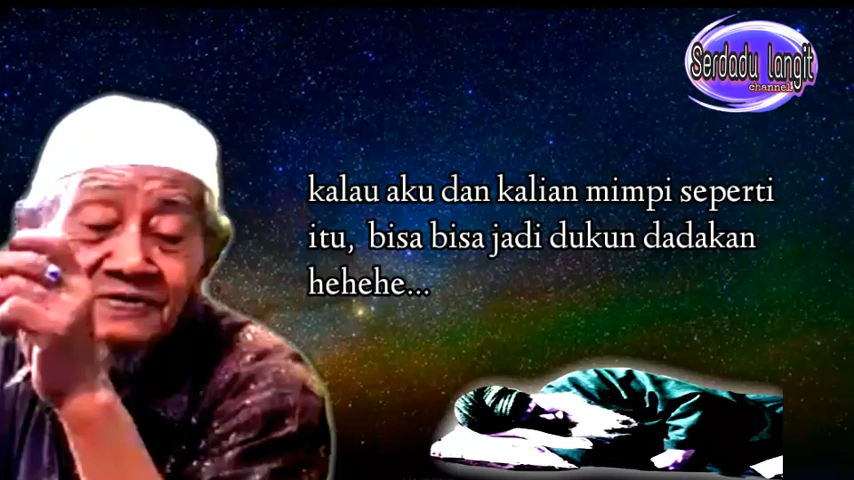 Serdadu langit
channel
kalau aku dan kalian mimpi seperti
itu, bisa bisa jadi dukun dadakan
hehehe...